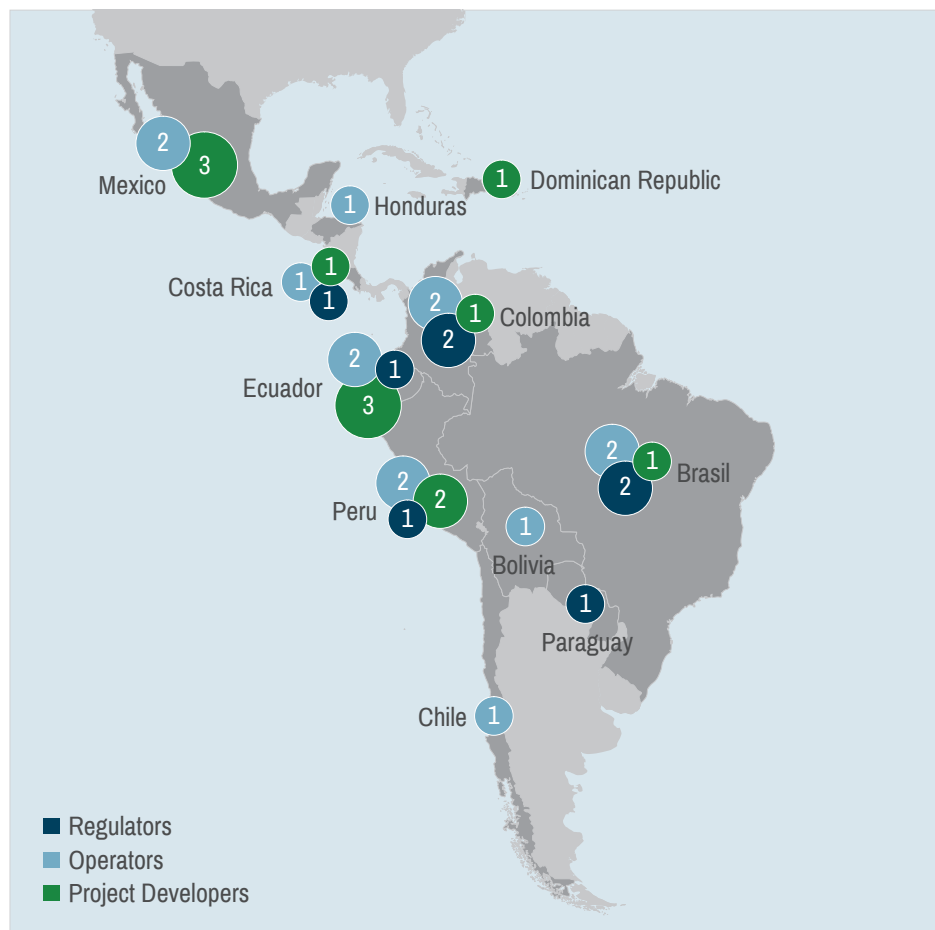 2
3
Mexico
1
Dominican Republic
1
Honduras
1
1
Costa Rica
1
2
1
Colombia
2
2
1
Ecuador
3
2
1
Brasil
2
2
2
Peru
1
1
Bolivia
1
Paraguay
Chile
1
Regulators
Operators
Project Developers